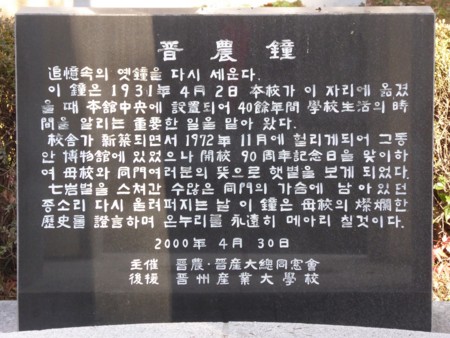 晋農鐘
追憶속의 옛鐘을 다시 세운다.
이 鐘은 1931年 4月 2日 本校가 이 자리에 옮겼
을 때 本館中央에 設置되어 40餘年間 學校生活의 時
間을 알리는 重要한 일을 맡아 왔다.
校舍가 新築되면서 1972年 11月에 헐리게되어 그동
안 博物館에 있었으나 開校 90周年記念日을 맞이하
여 母校와 同門여러분의 뜻으로 햇빛을 보게 되었다.
七岩벌을 스쳐간 수많은 同門의 가슴에 남아있던
종소리 다시 울려퍼지는 날 이 鐘은 母校의 燦爛한
歷史를 證言하며 온누리를 永遠히 메아리 칠것이다.
2000年 4月 30日
主催 晋農·晋産大總同窓會
後援 晋州産業大學校